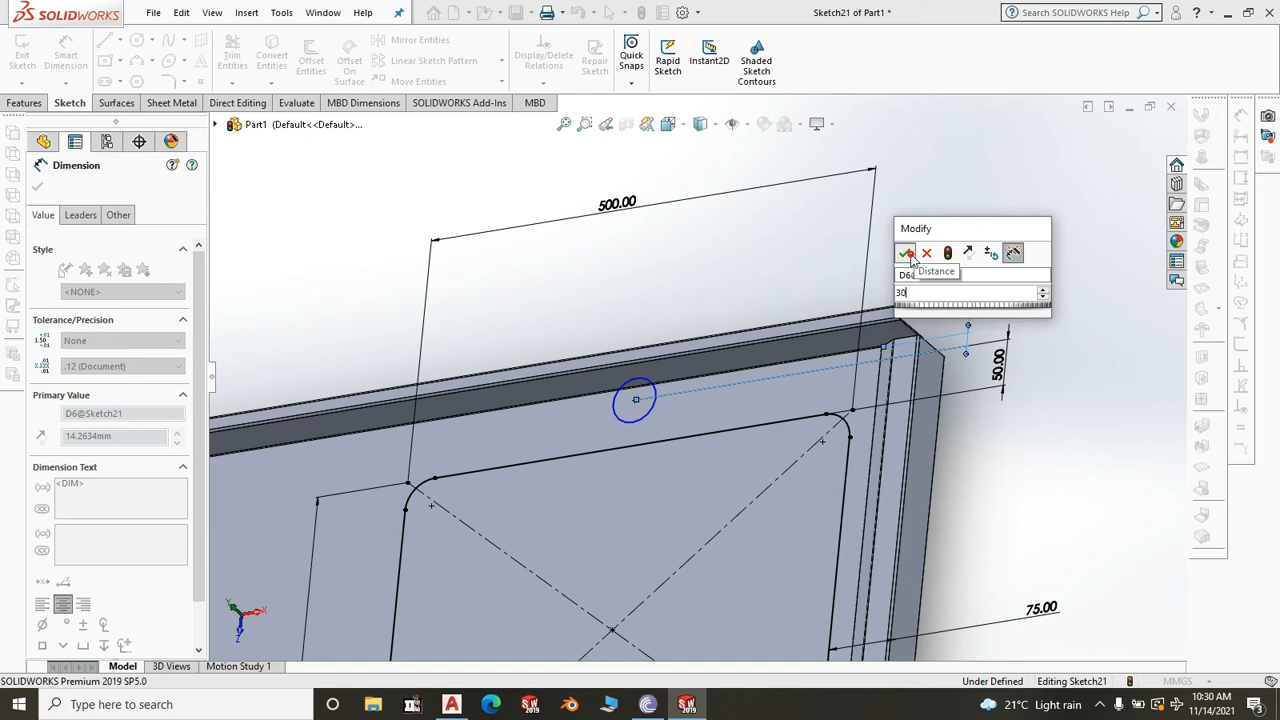 SOLIDWORKS File Edit View Insert Tools Window Help Sketch21 of Part1 * Search SOLIDWORKS Help
Exit Sketch Smart Dimension Trim Entities Convert Entities Offset Entities Offset On Surface Mirror Entities Linear Sketch Pattern Move Entities Display/Delete Relations Repair Sketch Quick Snaps Rapid Sketch Instant2D Shaded Sketch Contours
Features Sketch Surfaces Sheet Metal Direct Editing Evaluate MBD Dimensions SOLIDWORKS Add-Ins MBD
Part1 (Default<<Default>...
Dimension
Value Leaders Other
Style
<NONE>
Tolerance/Precision
None
.12 (Document)
Primary Value
D6@Sketch21
14.2634mm
Dimension Text
<DIM>
500.00
Modify
Distance
30
50.00
75.00
Model 3D Views Motion Study 1
SOLIDWORKS Premium 2019 SP5.0 Under Defined Editing Sketch21 MMGS
Type here to search 21°C Light rain 10:30 AM
11/14/2021